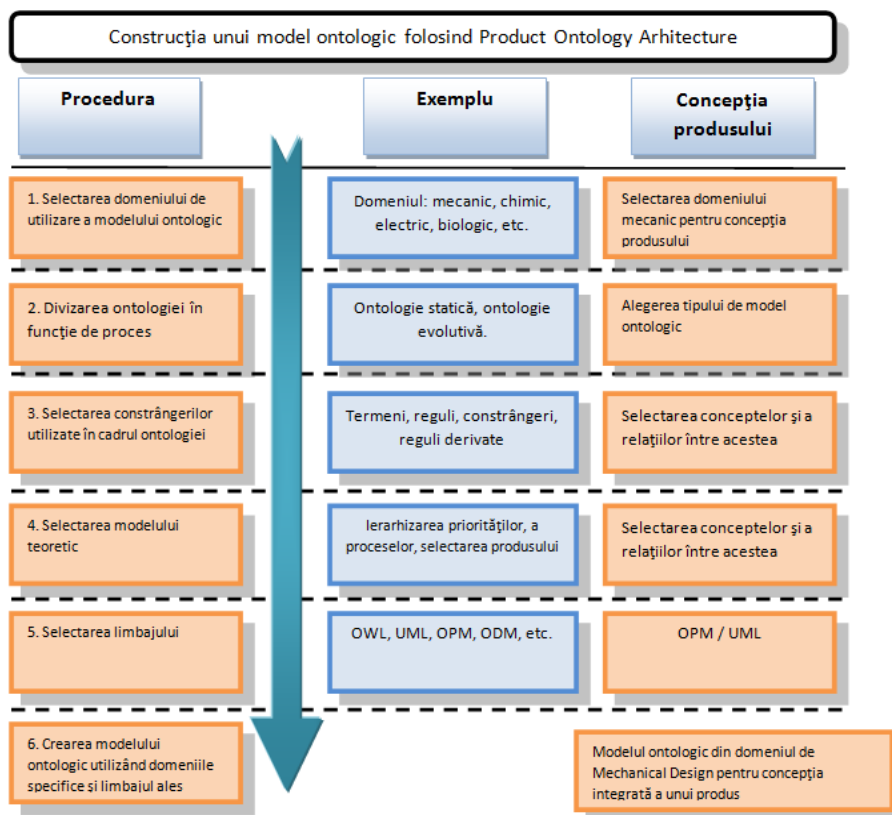 Construcţia unui model ontologic folosind Product Ontology Arhitecture
Procedura
Exemplu
Concepţia
produsului
1. Selectarea domeniului de
utilizare a modelului ontologic
Domeniul: mecanic, chimic,
electric, biologic, etc.
Selectarea domeniului
mecanic pentru concepţia
produsului
2. Divizarea ontologiei în
funcţie de proces
Ontologie statică, ontologie
evolutivă.
Alegerea tipului de model
ontologic
3. Selectarea constrângerilor
utilizate în cadrul ontologiei
Termeni, reguli, constrângeri,
reguli derivate
Selectarea conceptelor şi a
relaţiilor între acestea
4. Selectarea modelului
teoretic
Ierarhizarea priorităţilor, a
proceselor, selectarea produsului
Selectarea conceptelor şi a
relaţiilor între acestea
5. Selectarea limbajului
OWL, UML, OPM, ODM, etc.
OPM / UML
6. Crearea modelului
ontologic utilizând domeniile
specifice şi limbajul ales
Modelul ontologic din domeniul de
Mechanical Design pentru concepţia
integrată a unui produs